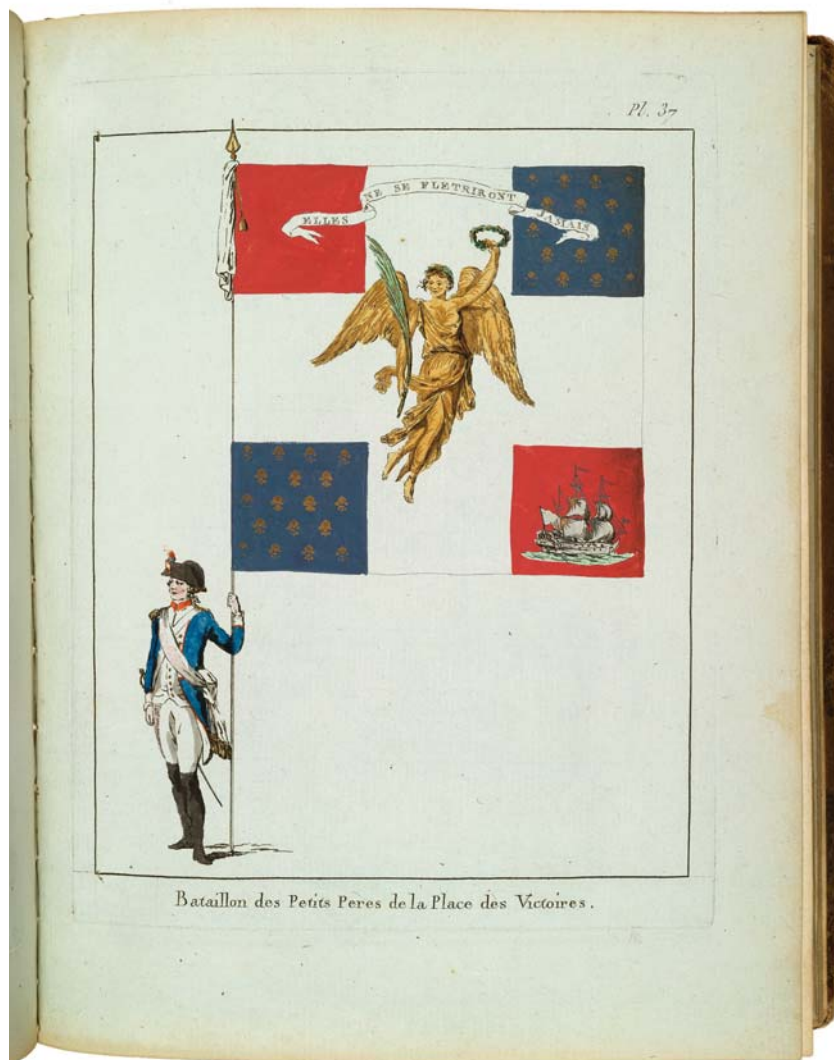 Pl. 37
ELLES NE SE FLETRIRONT JAMAIS
Bataillon des Petits Peres de la Place des Victoires.